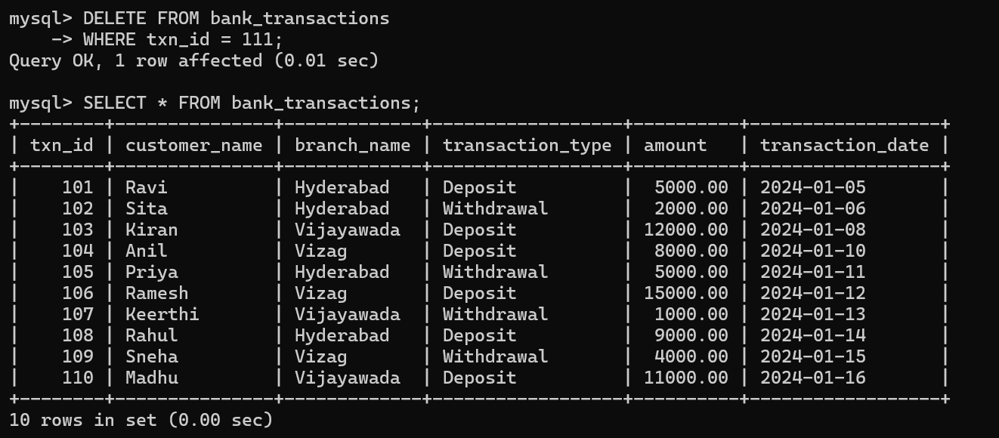 mysql> DELETE FROM bank_transactions
    -> WHERE txn_id = 111;
Query OK, 1 row affected (0.01 sec)

mysql> SELECT * FROM bank_transactions;
+--------+---------------+-------------+------------------+----------+------------------+
| txn_id | customer_name | branch_name | transaction_type | amount   | transaction_date |
+--------+---------------+-------------+------------------+----------+------------------+
|    101 | Ravi          | Hyderabad   | Deposit          |  5000.00 | 2024-01-05       |
|    102 | Sita          | Hyderabad   | Withdrawal       |  2000.00 | 2024-01-06       |
|    103 | Kiran         | Vijayawada  | Deposit          | 12000.00 | 2024-01-08       |
|    104 | Anil          | Vizag       | Deposit          |  8000.00 | 2024-01-10       |
|    105 | Priya         | Hyderabad   | Withdrawal       |  5000.00 | 2024-01-11       |
|    106 | Ramesh        | Vizag       | Deposit          | 15000.00 | 2024-01-12       |
|    107 | Keerthi       | Vijayawada  | Withdrawal       |  1000.00 | 2024-01-13       |
|    108 | Rahul         | Hyderabad   | Deposit          |  9000.00 | 2024-01-14       |
|    109 | Sneha         | Vizag       | Withdrawal       |  4000.00 | 2024-01-15       |
|    110 | Madhu         | Vijayawada  | Deposit          | 11000.00 | 2024-01-16       |
+--------+---------------+-------------+------------------+----------+------------------+
10 rows in set (0.00 sec)